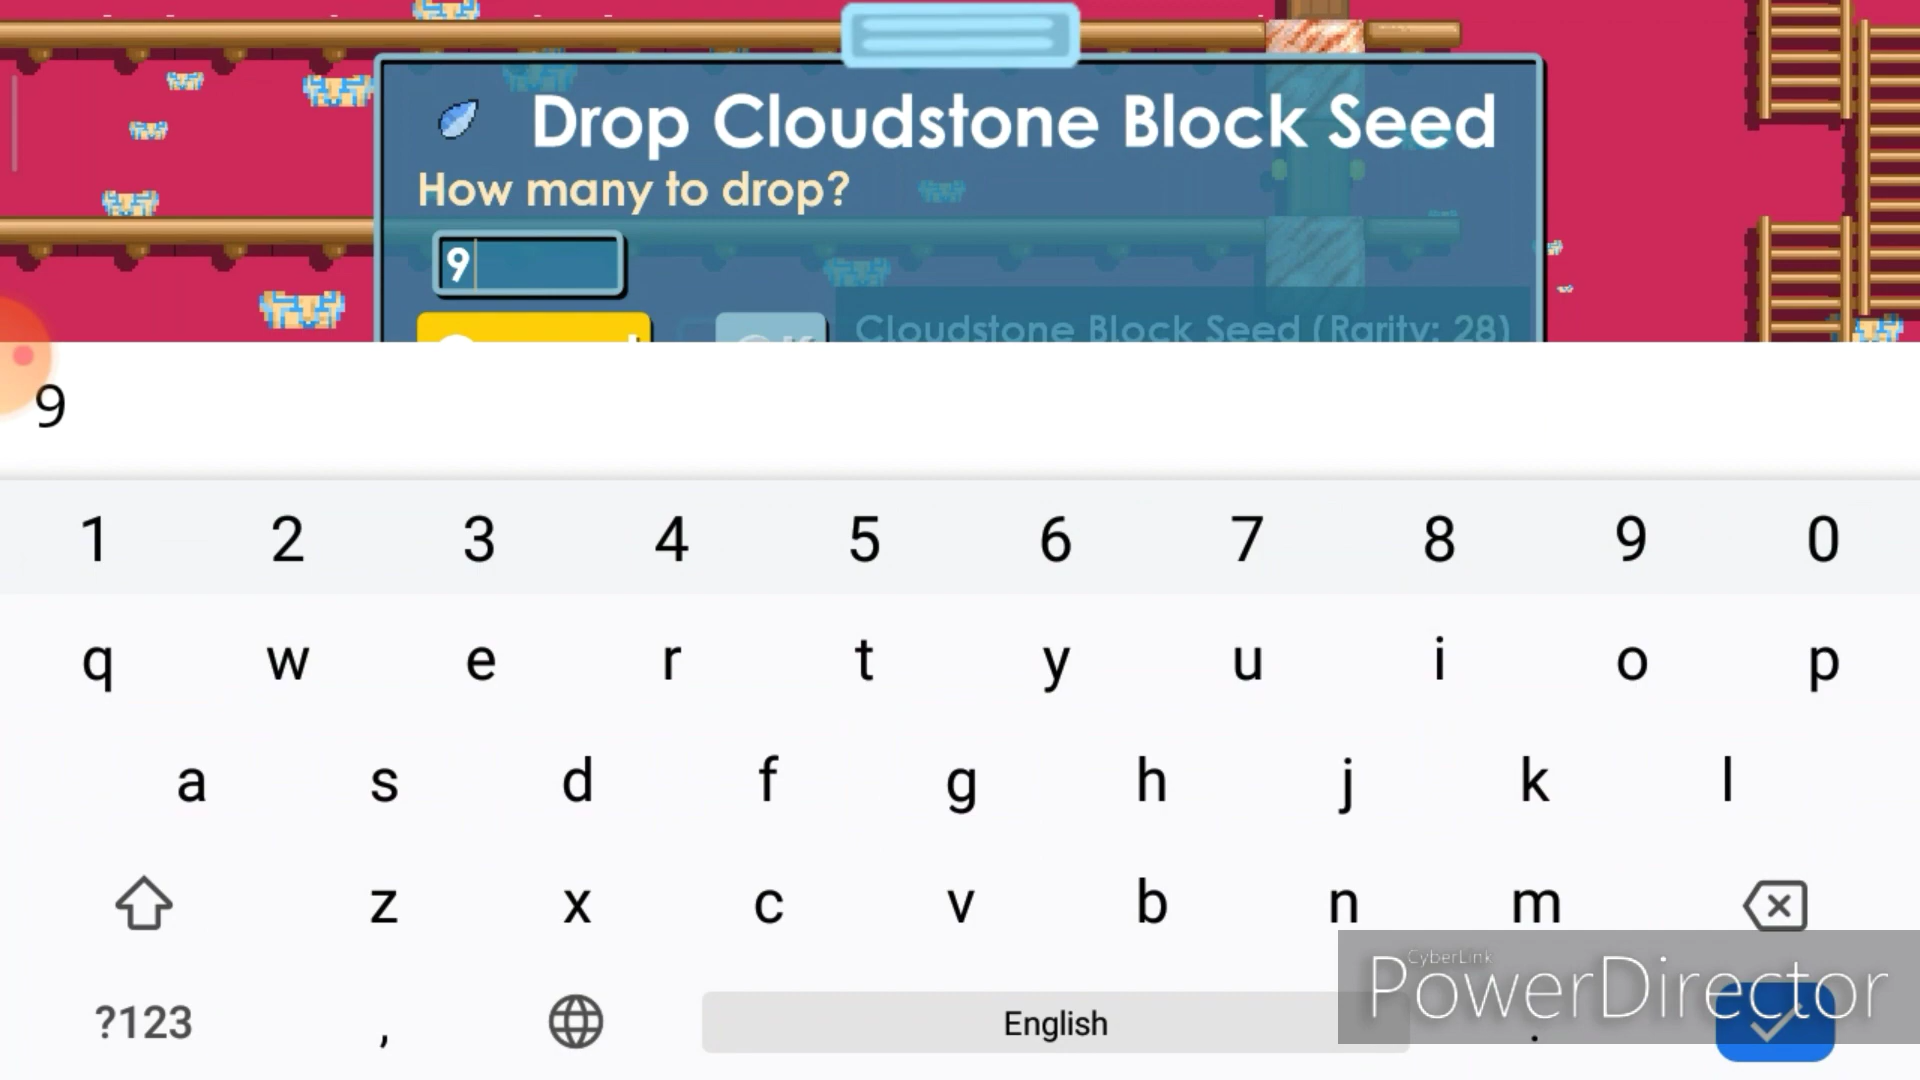 Drop Cloudstone Block Seed
How many to drop?
9
Cloudstone Block Seed (Rarity: 28)
9
1 2 3 4 5 6 7 8 9 0
q w e r t y u i o p
a s d f g h j k l
z x c v b n m
CyberLink
PowerDirector
?123 , English .